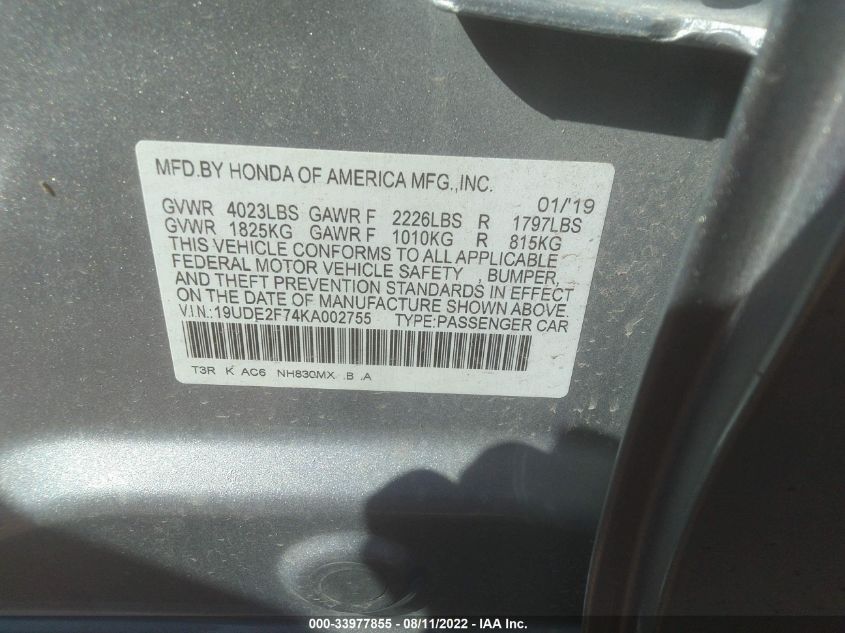 MFD.BY HONDA OF AMERICA MFG.,INC.
01/'19
GVWR 4023LBS GAWR F 2226LBS R 1797LBS
GVWR 1825KG GAWR F 1010KG R 815KG
THIS VEHICLE CONFORMS TO ALL APPLICABLE
FEDERAL MOTOR VEHICLE SAFETY , BUMPER,
AND THEFT PREVENTION STANDARDS IN EFFECT
ON THE DATE OF MANUFACTURE SHOWN ABOVE.
V.I.N.:19UDE2F74KA002755 TYPE:PASSENGER CAR
T3R K AC6 NH830MX .B .A
000-33977855 - 08/11/2022 - IAA Inc.